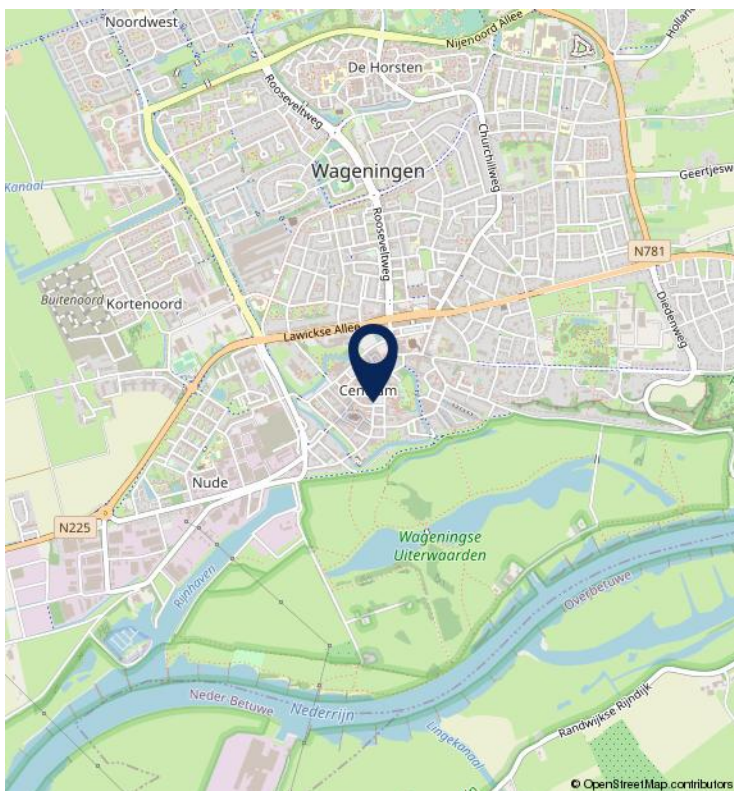 Noordwest
Nijenoord Allee
De Horsten
Rooseveltweg
Churchillweg
Kanaal
Wageningen
Geertjesw
Rooseveltweg
N781
Buitenoord
Kortenoord
Diedenweg
Lawickse Allee
Nude
N225
Wageningse
Uiterwaarden
Rijnhaven
Overbetuwe
Neder Betuwe
Nederrijn
Randwijkse Rijndijk
Lingekanaal
© OpenStreetMap contributors